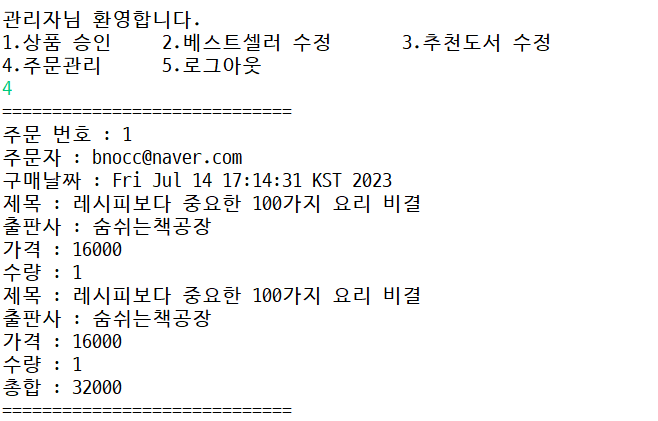 관리자님 환영합니다.
1.상품 승인 2.베스트셀러 수정 3.추천도서 수정
4.주문관리 5.로그아웃
4
=============================
주문 번호 : 1
주문자 : bnocc@naver.com
구매날짜 : Fri Jul 14 17:14:31 KST 2023
제목 : 레시피보다 중요한 100가지 요리 비결
출판사 : 숨쉬는책공장
가격 : 16000
수량 : 1
제목 : 레시피보다 중요한 100가지 요리 비결
출판사 : 숨쉬는책공장
가격 : 16000
수량 : 1
총합 : 32000
=============================